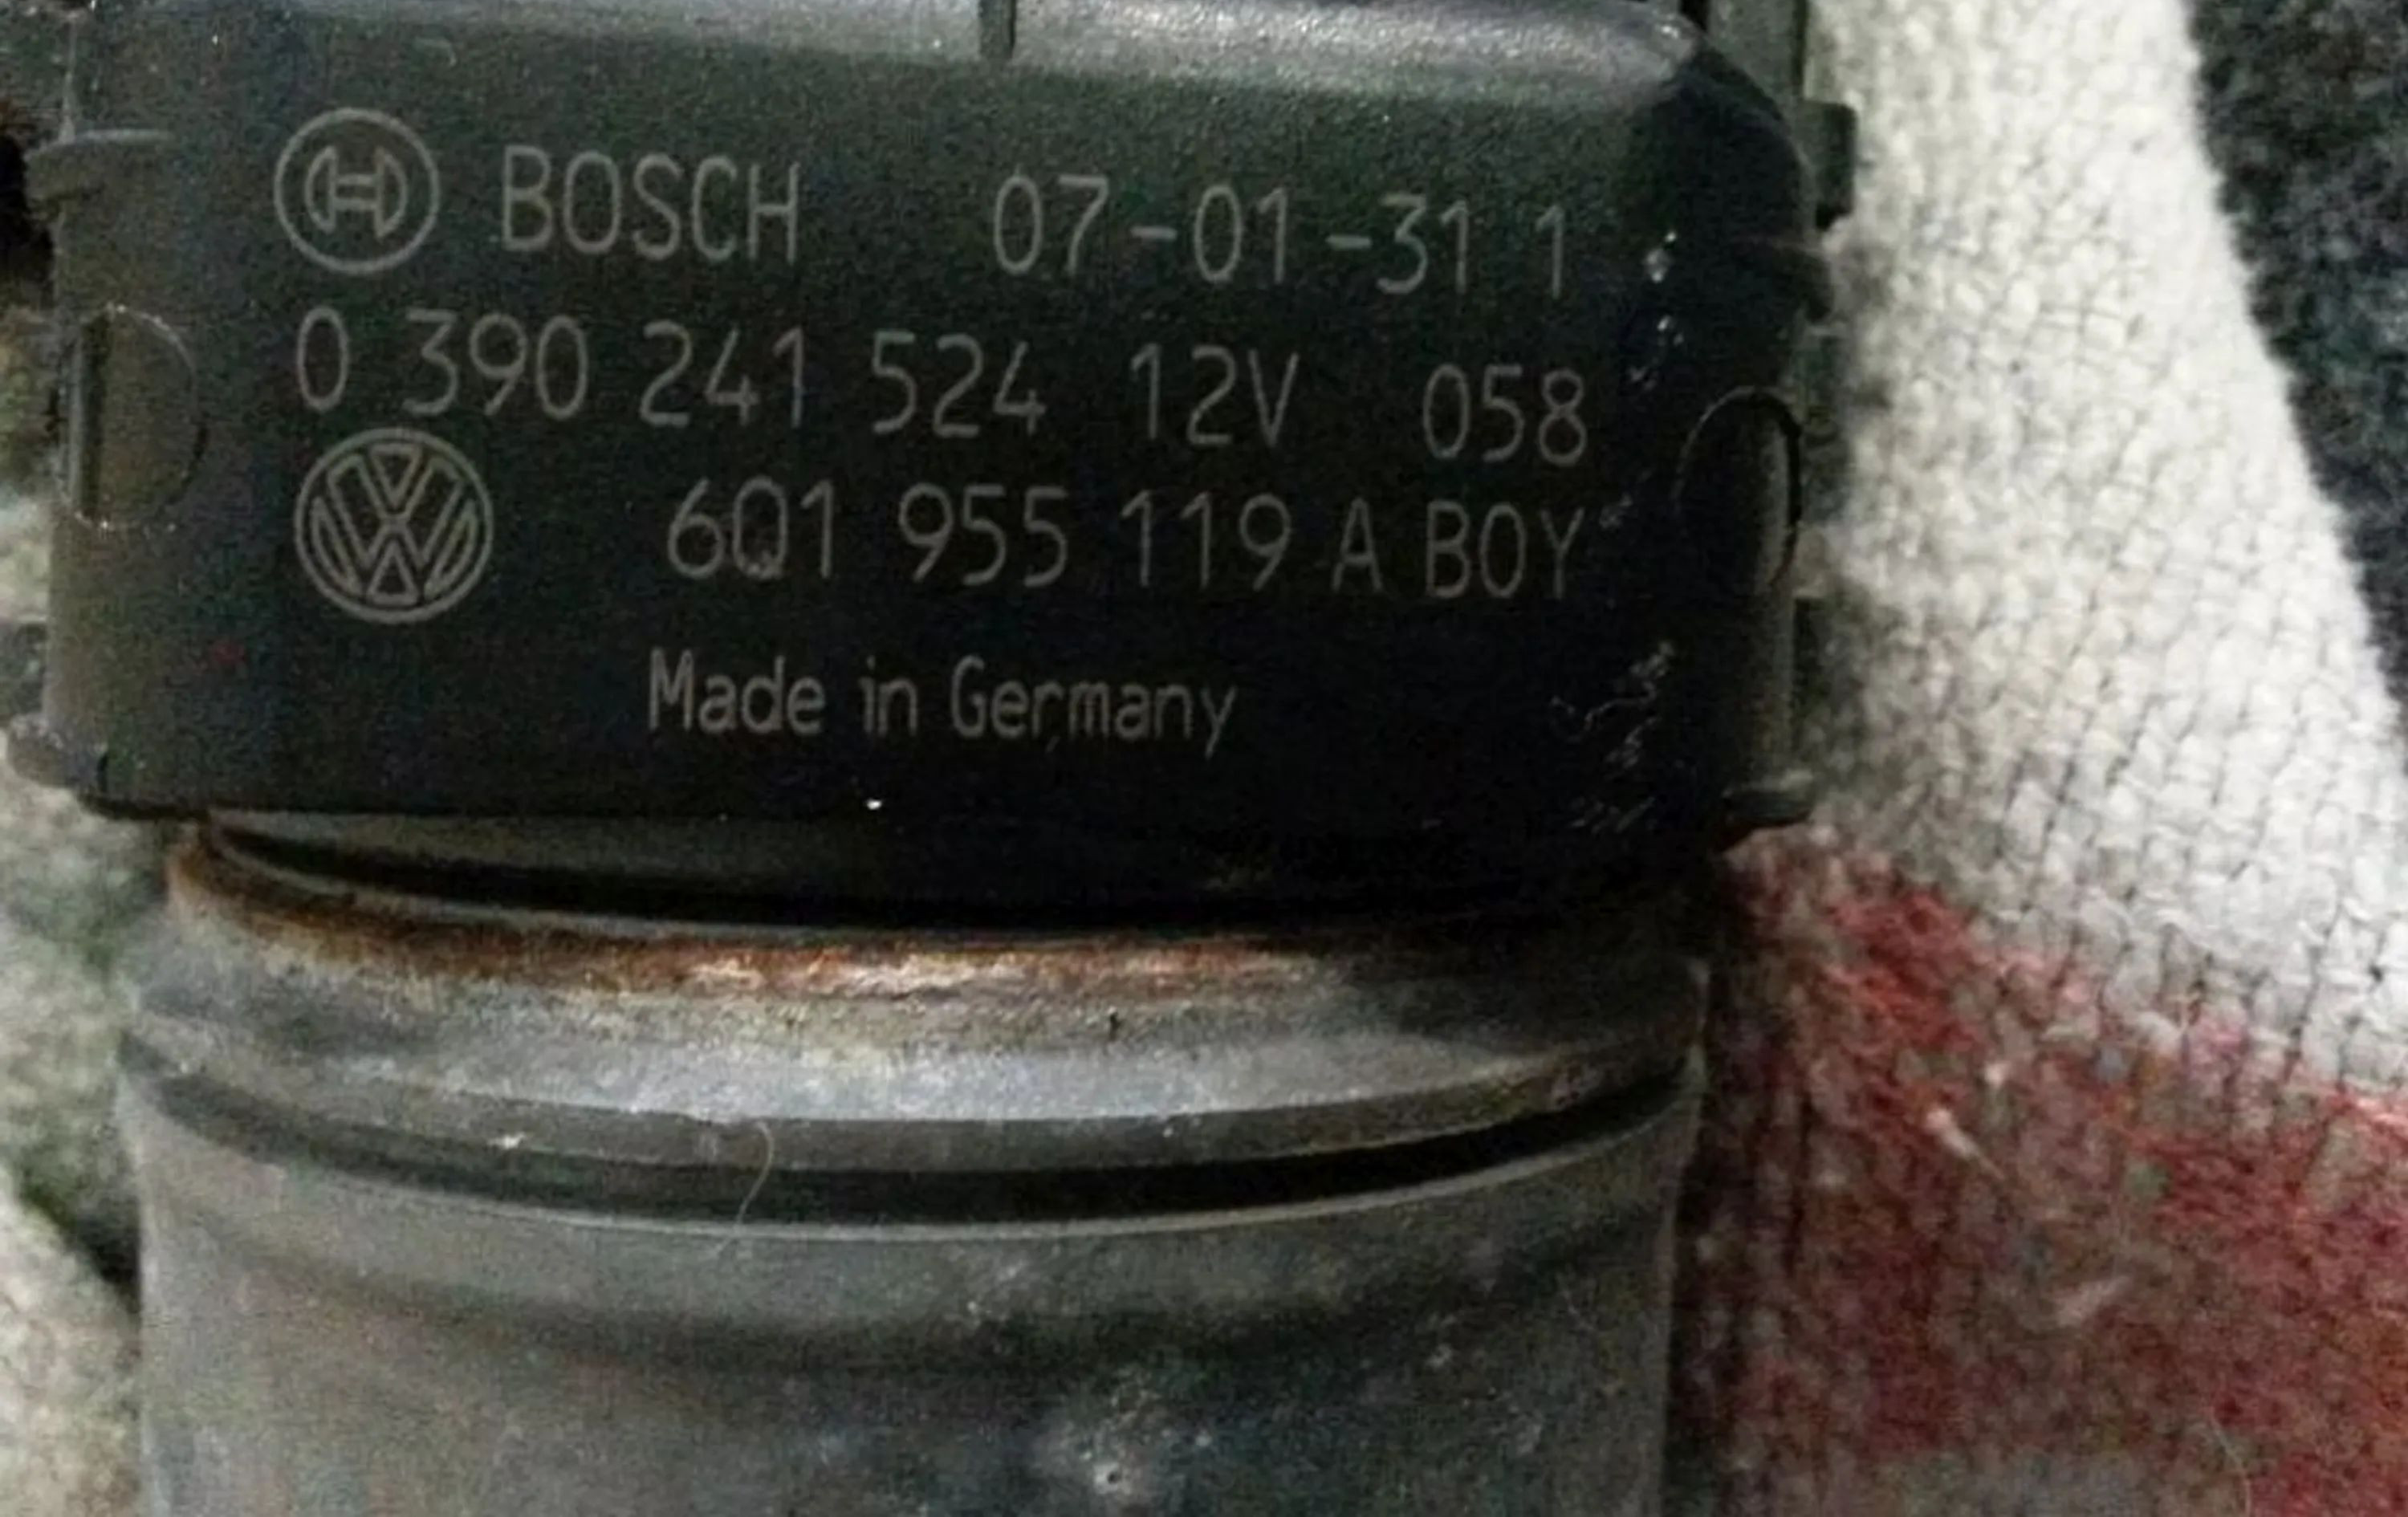 BOSCH 07-01-31 1
0 390 241 524 12V 058
6Q1 955 119 A B0Y
Made in Germany